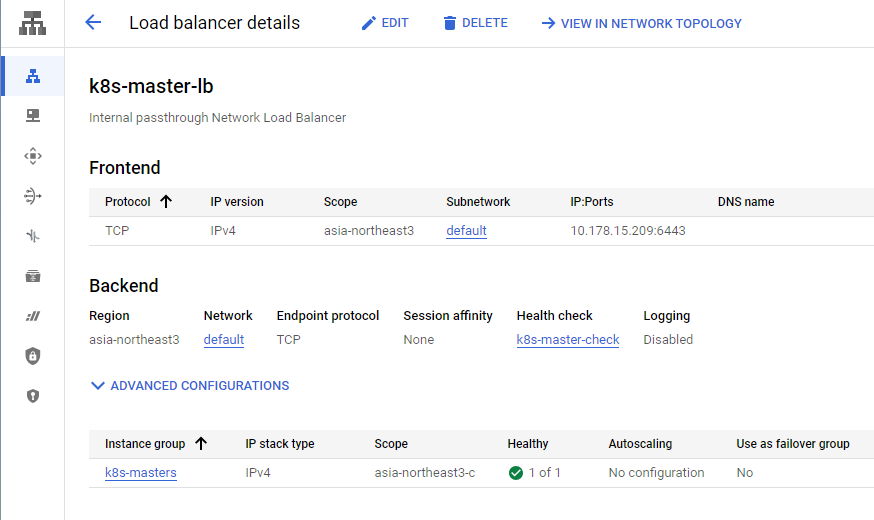 Load balancer details EDIT DELETE VIEW IN NETWORK TOPOLOGY
k8s-master-lb
Internal passthrough Network Load Balancer
Frontend
Protocol IP version Scope Subnetwork IP:Ports DNS name
TCP IPv4 asia-northeast3 default 10.178.15.209:6443
Backend
Region Network Endpoint protocol Session affinity Health check Logging
asia-northeast3 default TCP None k8s-master-check Disabled
ADVANCED CONFIGURATIONS
Instance group IP stack type Scope Healthy Autoscaling Use as failover group
k8s-masters IPv4 asia-northeast3-c 1 of 1 No configuration No